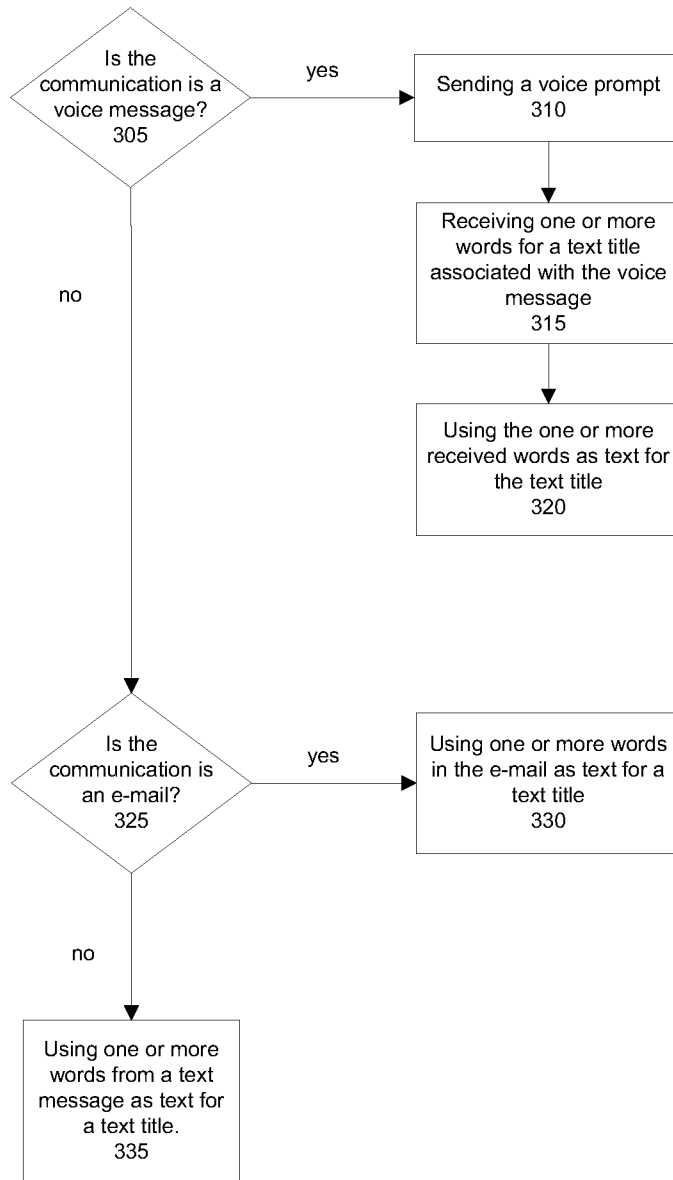 Is the
communication is a
voice message?
305
yes
Sending a voice prompt
310
Receiving one or more
words for a text title
associated with the voice
message
315
no
Using the one or more
received words as text for
the text title
320
Is the
communication is
an e-mail?
325
yes
Using one or more words
in the e-mail as text for a
text title
330
no
Using one or more
words from a text
message as text for
a text title.
335